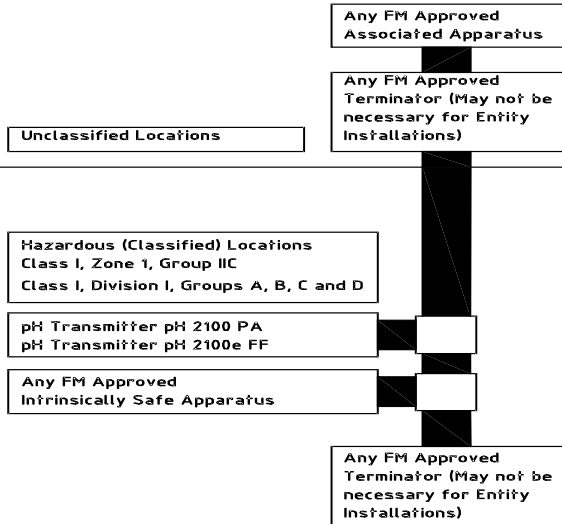 Any FM Approved
Associated Apparatus
Any FM Approved
Terminator (May not be
necessary for Entity
Installations)
Unclassified Locations
Hazardous (Classified) Locations
Class I, Zone 1, Group IIC
Class I, Division I, Groups A, B, C and D
pH Transmitter pH 2100 PA
pH Transmitter pH 2100e FF
Any FM Approved
Intrinsically Safe Apparatus
Any FM Approved
Terminator (May not be
necessary for Entity
Installations)